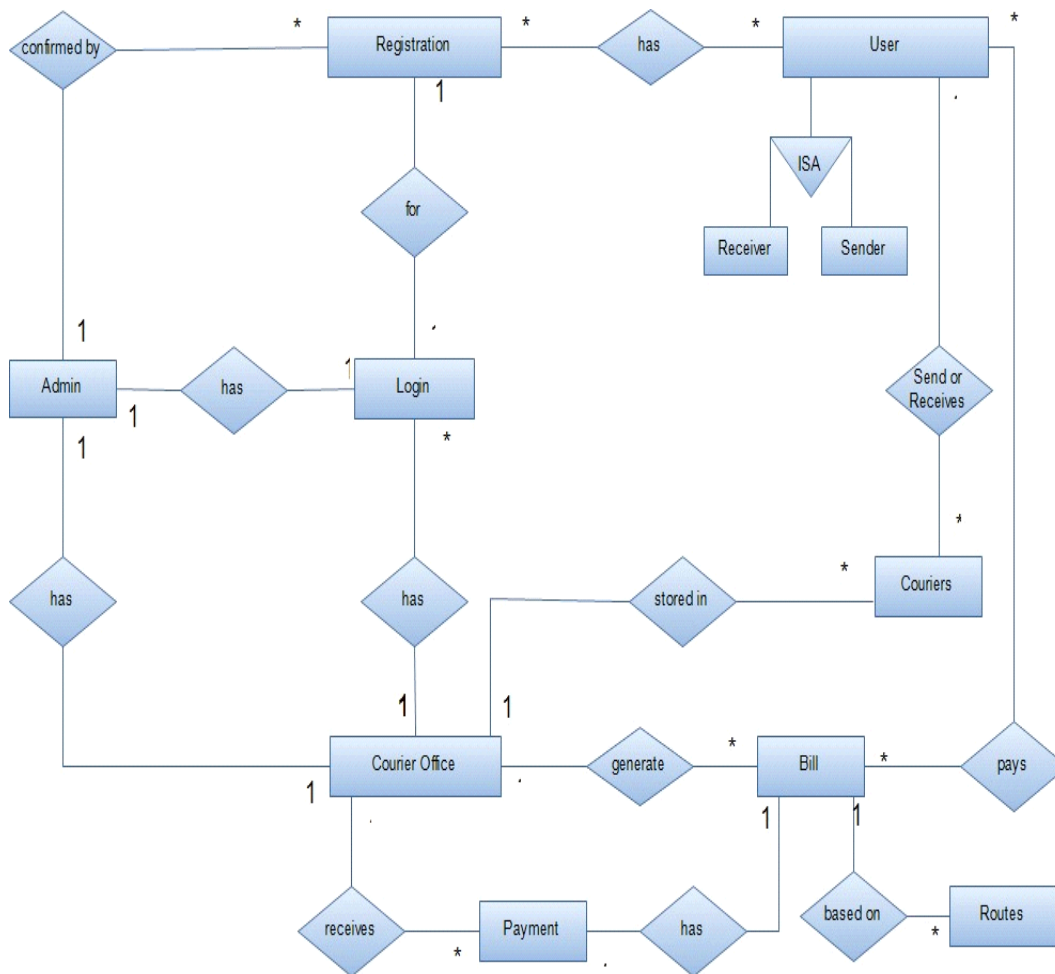 confirmed by
*
Registration
*
has
*
User
*
1
.
ISA
for
Receiver
Sender
1
.
Admin
1
has
1
Login
Send or
Receives
1
*
*
has
has
stored in
*
Couriers
1
1
Courier Office
generate
*
Bill
*
pays
1
.
1
1
.
receives
*
Payment
.
has
based on
*
Routes